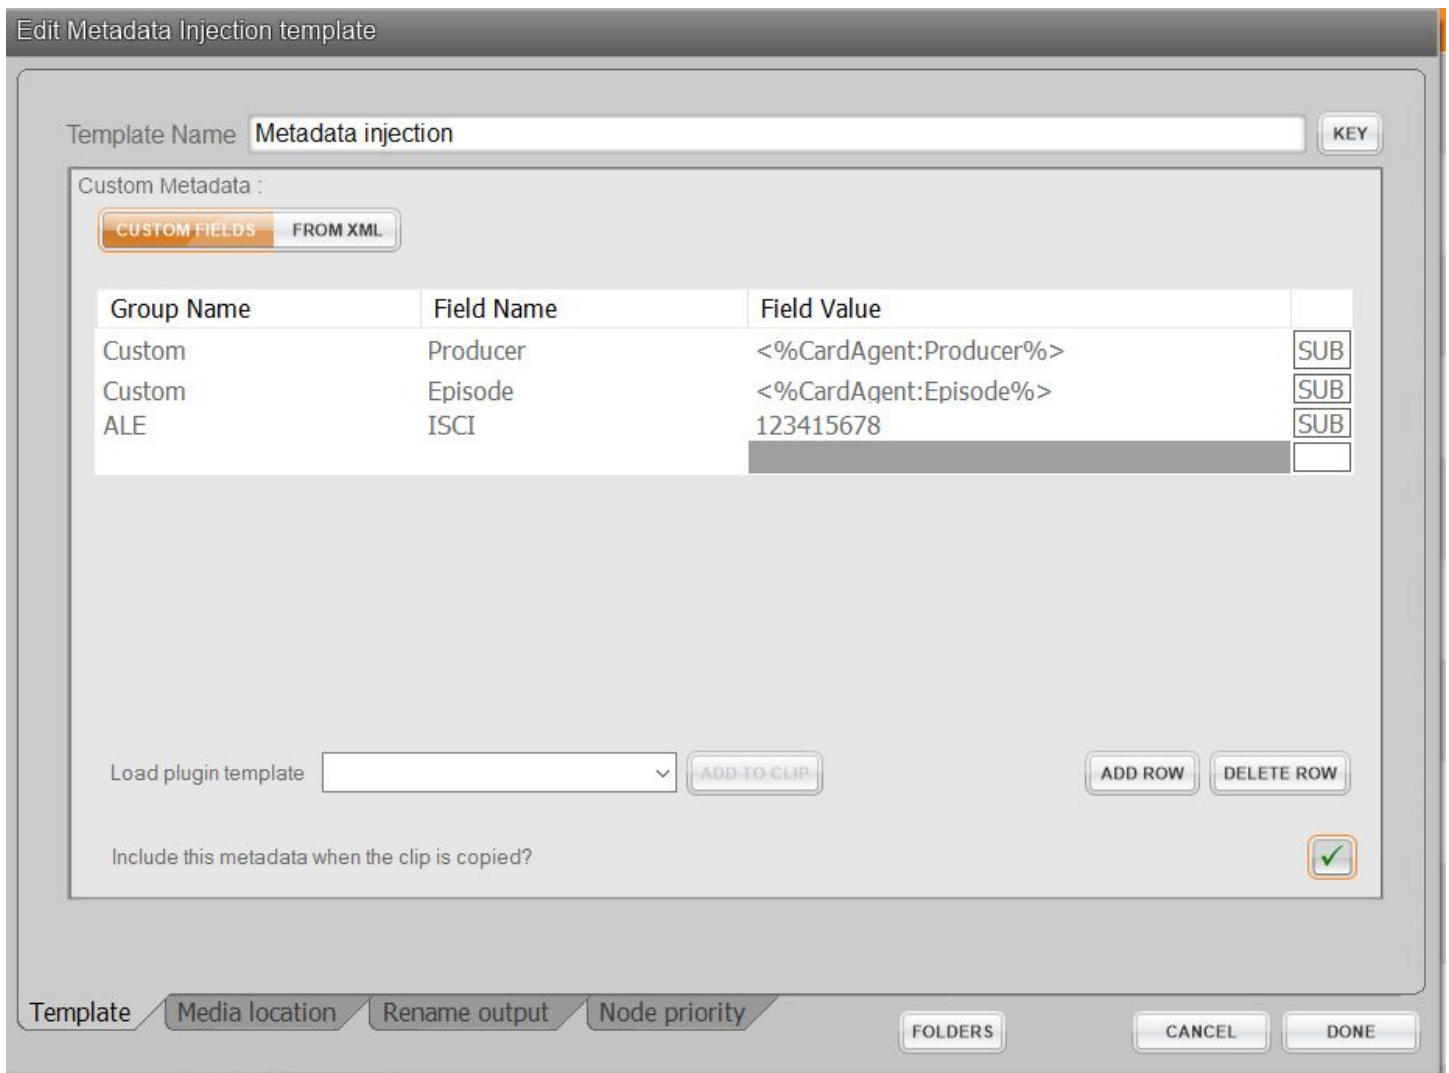 Edit Metadata Injection template
Template Name Metadata injection KEY
Custom Metadata :
CUSTOM FIELDS FROM XML
Group Name Field Name Field Value
Custom Producer <%CardAgent:Producer%> SUB
Custom Episode <%CardAgent:Episode%> SUB
ALE ISCI 123415678 SUB
Load plugin template ADD TO CLIP ADD ROW DELETE ROW
Include this metadata when the clip is copied?
Template Media location Rename output Node priority
FOLDERS CANCEL DONE